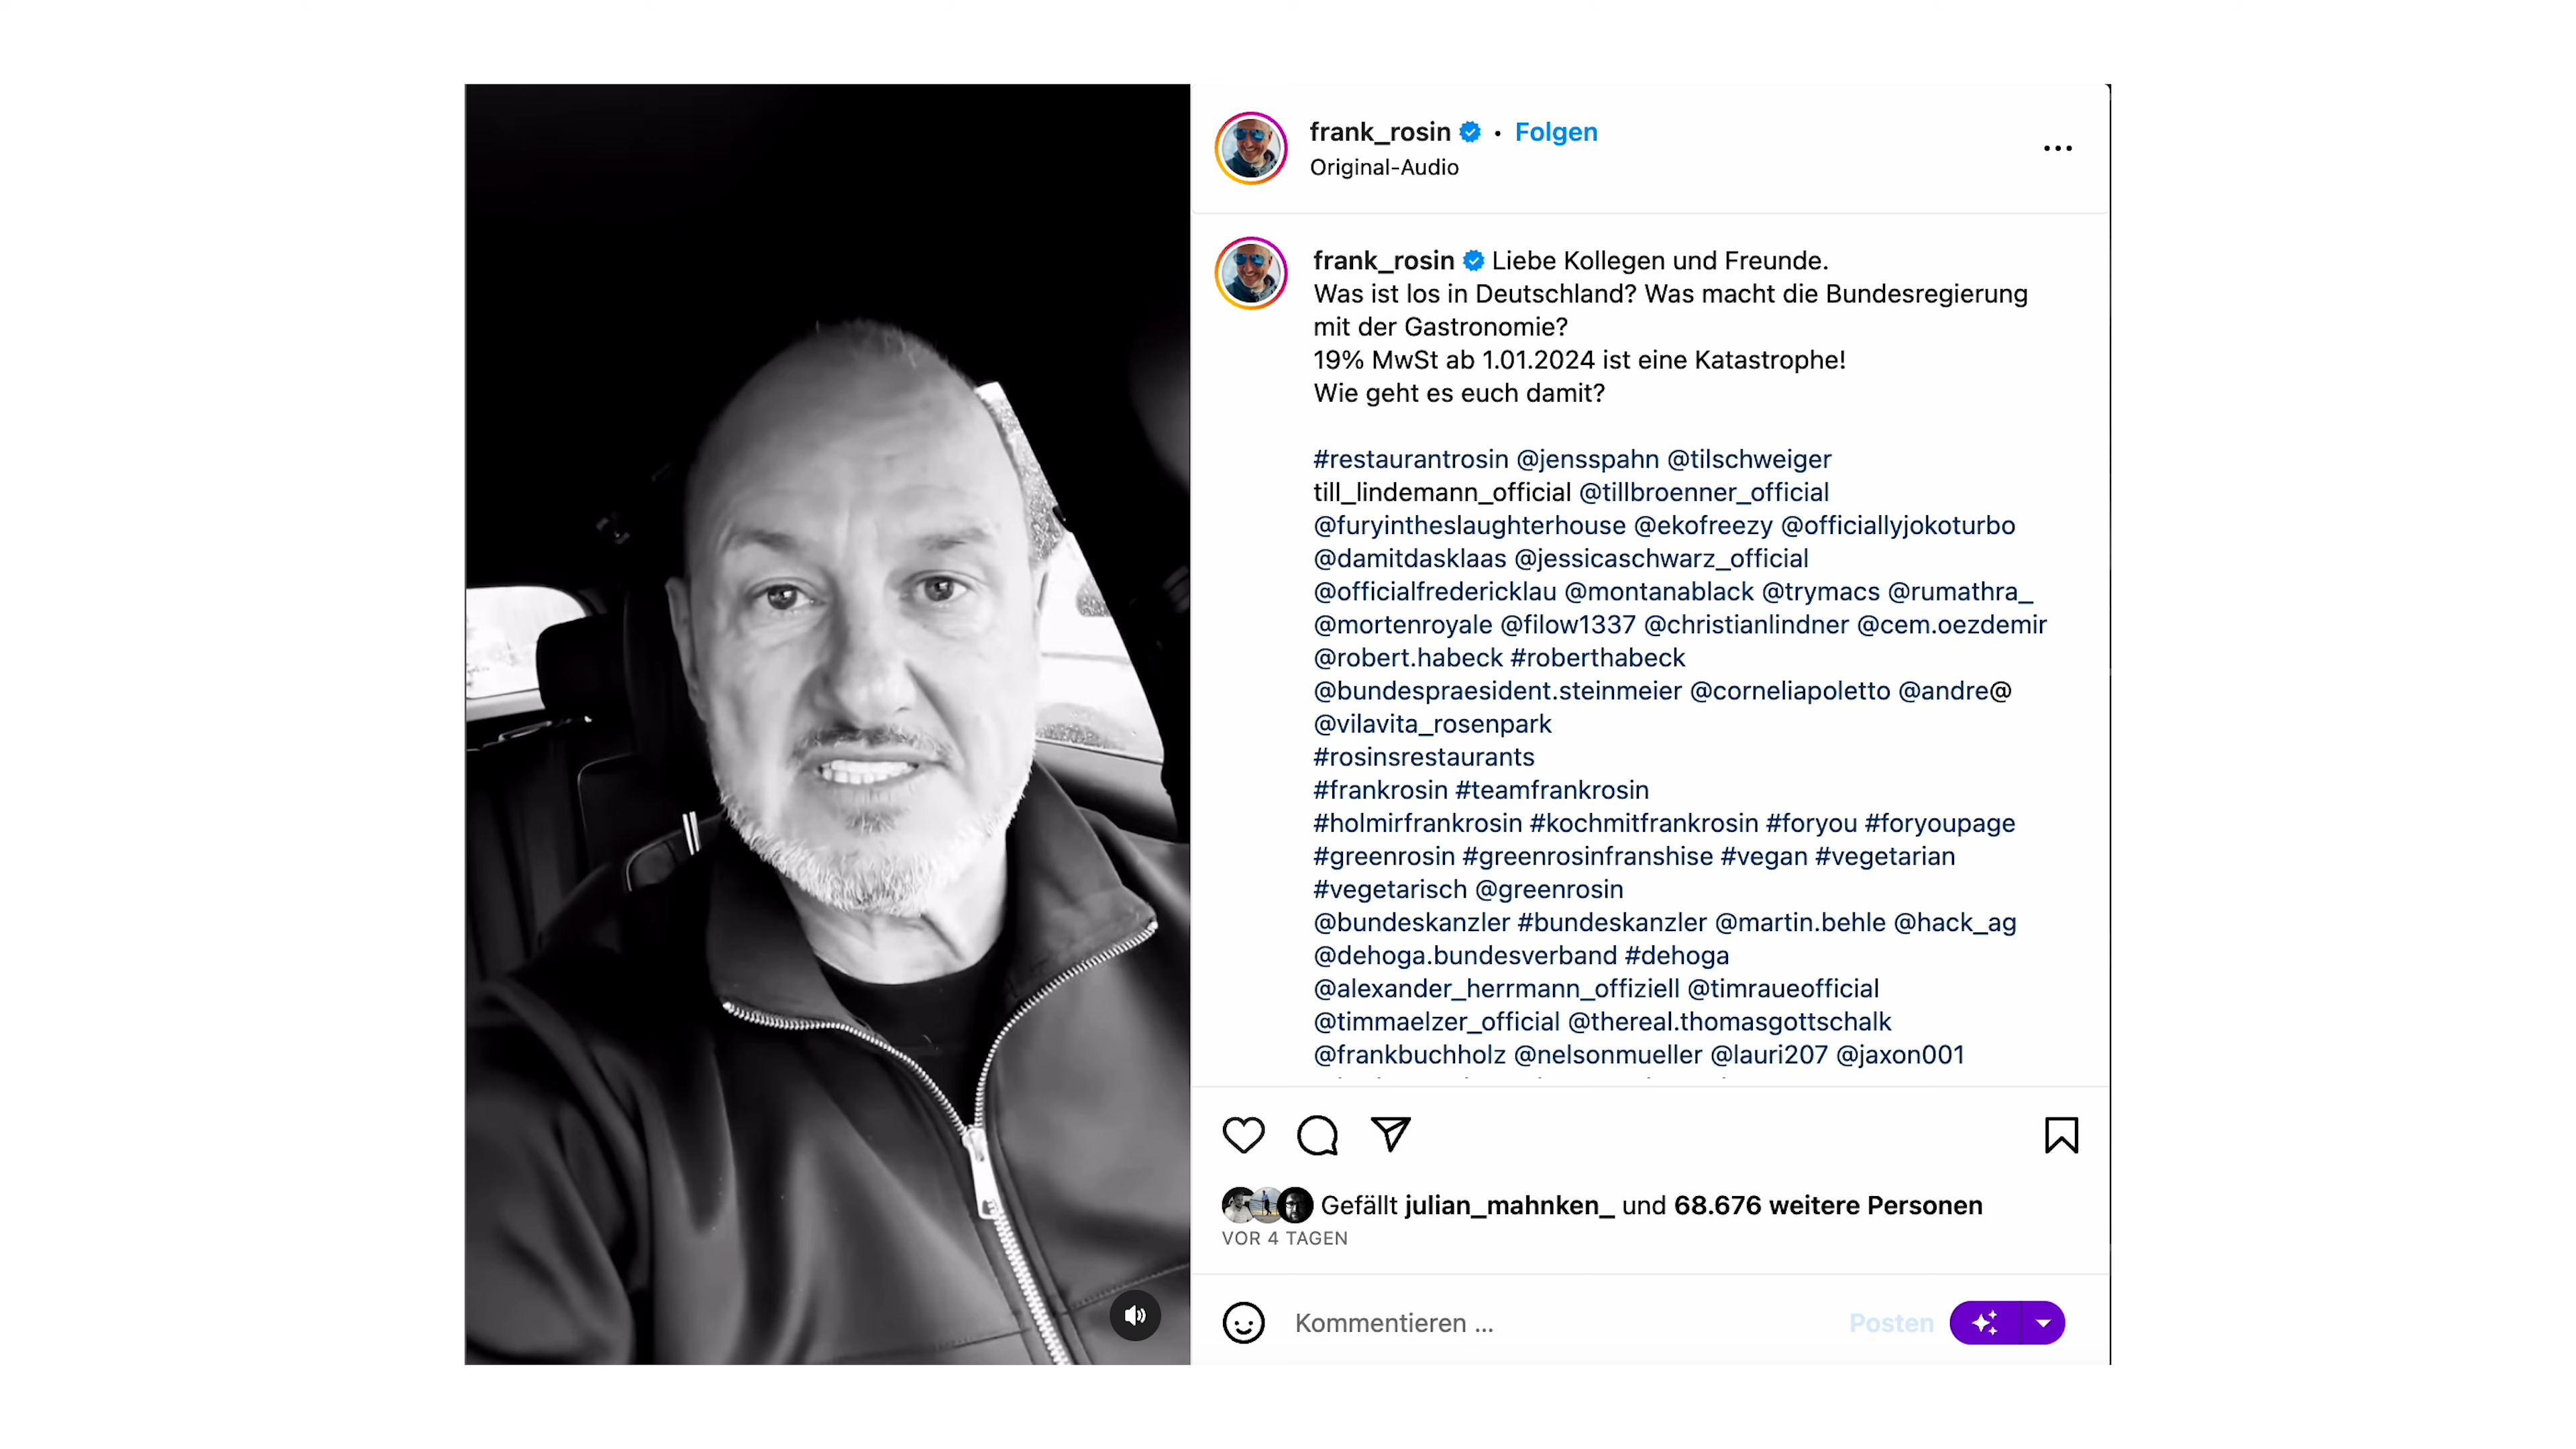 frank_rosin • Folgen
Original-Audio
frank_rosin Liebe Kollegen und Freunde.
Was ist los in Deutschland? Was macht die Bundesregierung
mit der Gastronomie?
19% MwSt ab 1.01.2024 ist eine Katastrophe!
Wie geht es euch damit?
#restaurantrosin @jensspahn @tilschweiger
till_lindemann_official @tillbroenner_official
@furyintheslaughterhouse @ekofreezy @officiallyjokoturbo
@damitdasklaas @jessicaschwarz_official
@officialfredericklau @montanablack @trymacs @rumathra_
@mortenroyale @filow1337 @christianlindner @cem.oezdemir
@robert.habeck #roberthabeck
@bundespraesident.steinmeier @corneliapoletto @andre@
@vilavita_rosenpark
#rosinsrestaurants
#frankrosin #teamfrankrosin
#holmirfrankrosin #kochmitfrankrosin #foryou #foryoupage
#greenrosin #greenrosinfranshise #vegan #vegetarian
#vegetarisch @greenrosin
@bundeskanzler #bundeskanzler @martin.behle @hack_ag
@dehoga.bundesverband #dehoga
@alexander_herrmann_offiziell @timraueofficial
@timmaelzer_official @thereal.thomasgottschalk
@frankbuchholz @nelsonmueller @lauri207 @jaxon001
Gefällt julian_mahnken_ und 68.676 weitere Personen
VOR 4 TAGEN
Kommentieren ... Posten